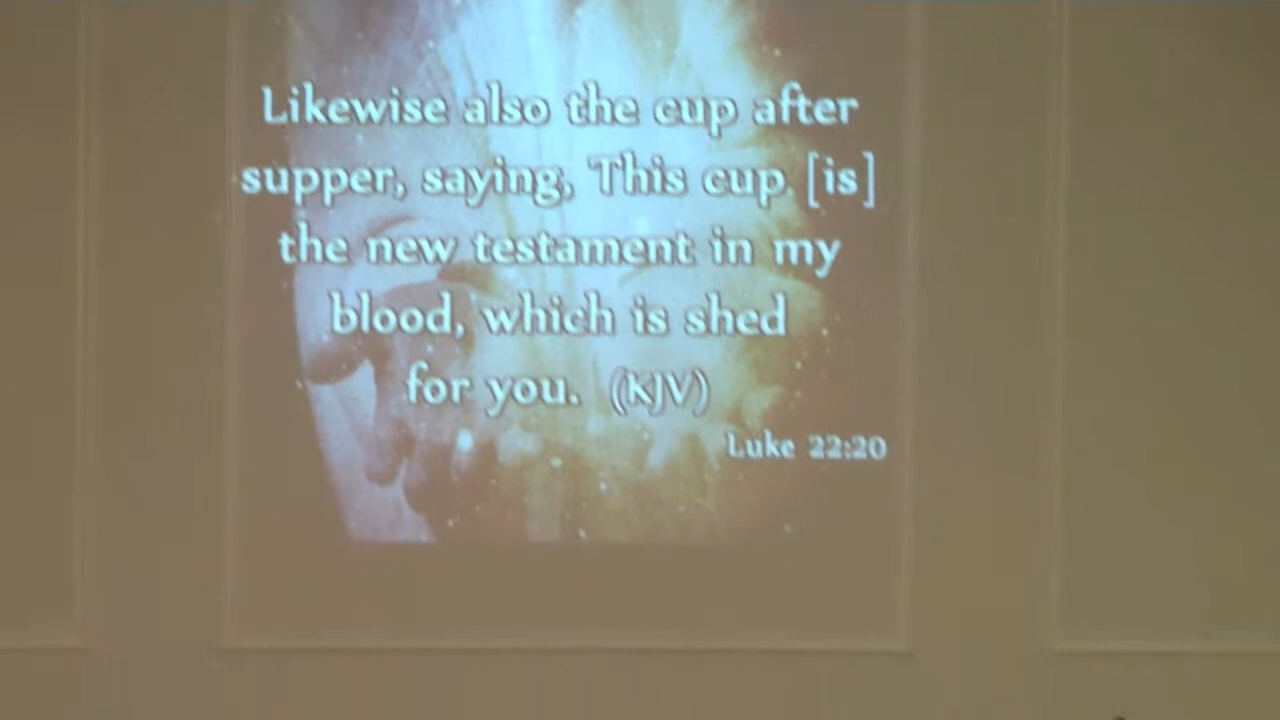 Likewise also the cup after
supper, saying, This cup [is]
the new testament in my
blood, which is shed
for you. (KJV)
Luke 22:20